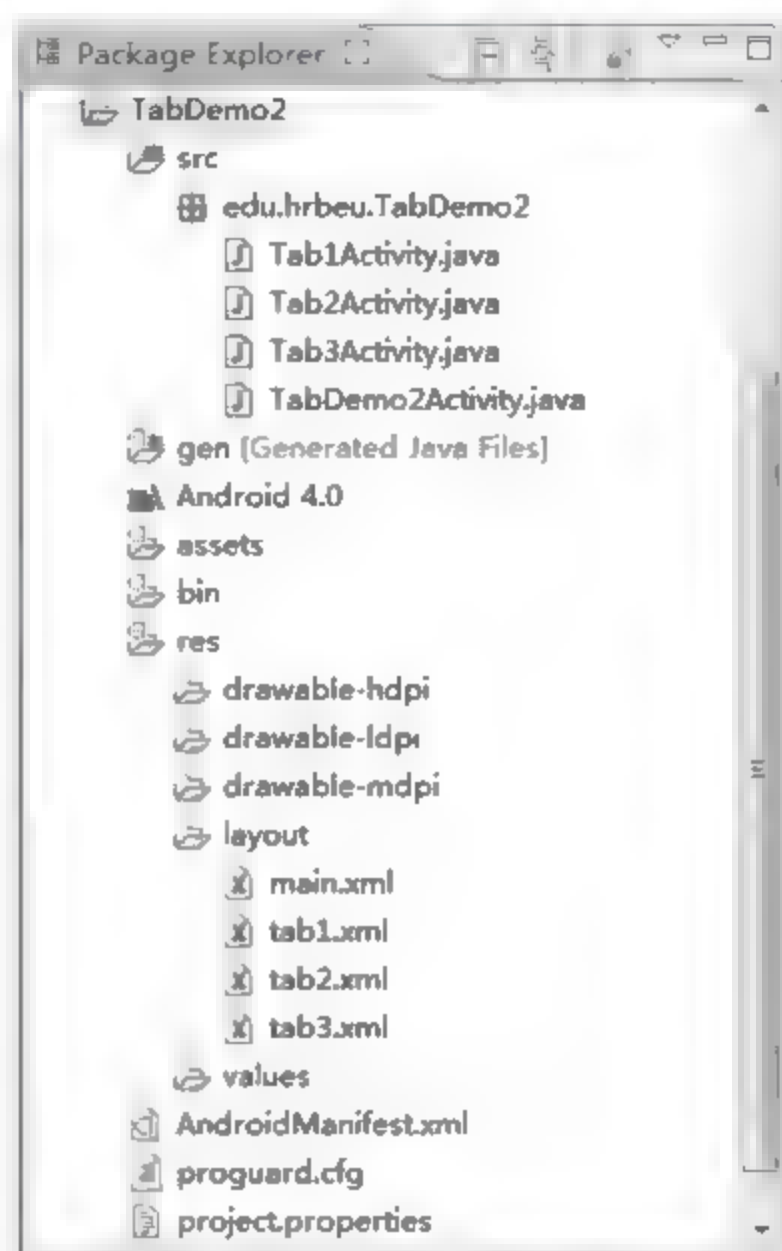 Package Explorer
TabDemo2
src
edu.hrbeu.TabDemo2
Tab1Activity.java
Tab2Activity.java
Tab3Activity.java
TabDemo2Activity.java
gen [Generated Java Files]
Android 4.0
assets
bin
res
drawable-hdpi
drawable-ldpi
drawable-mdpi
layout
main.xml
tab1.xml
tab2.xml
tab3.xml
values
AndroidManifest.xml
proguard.cfg
project.properties